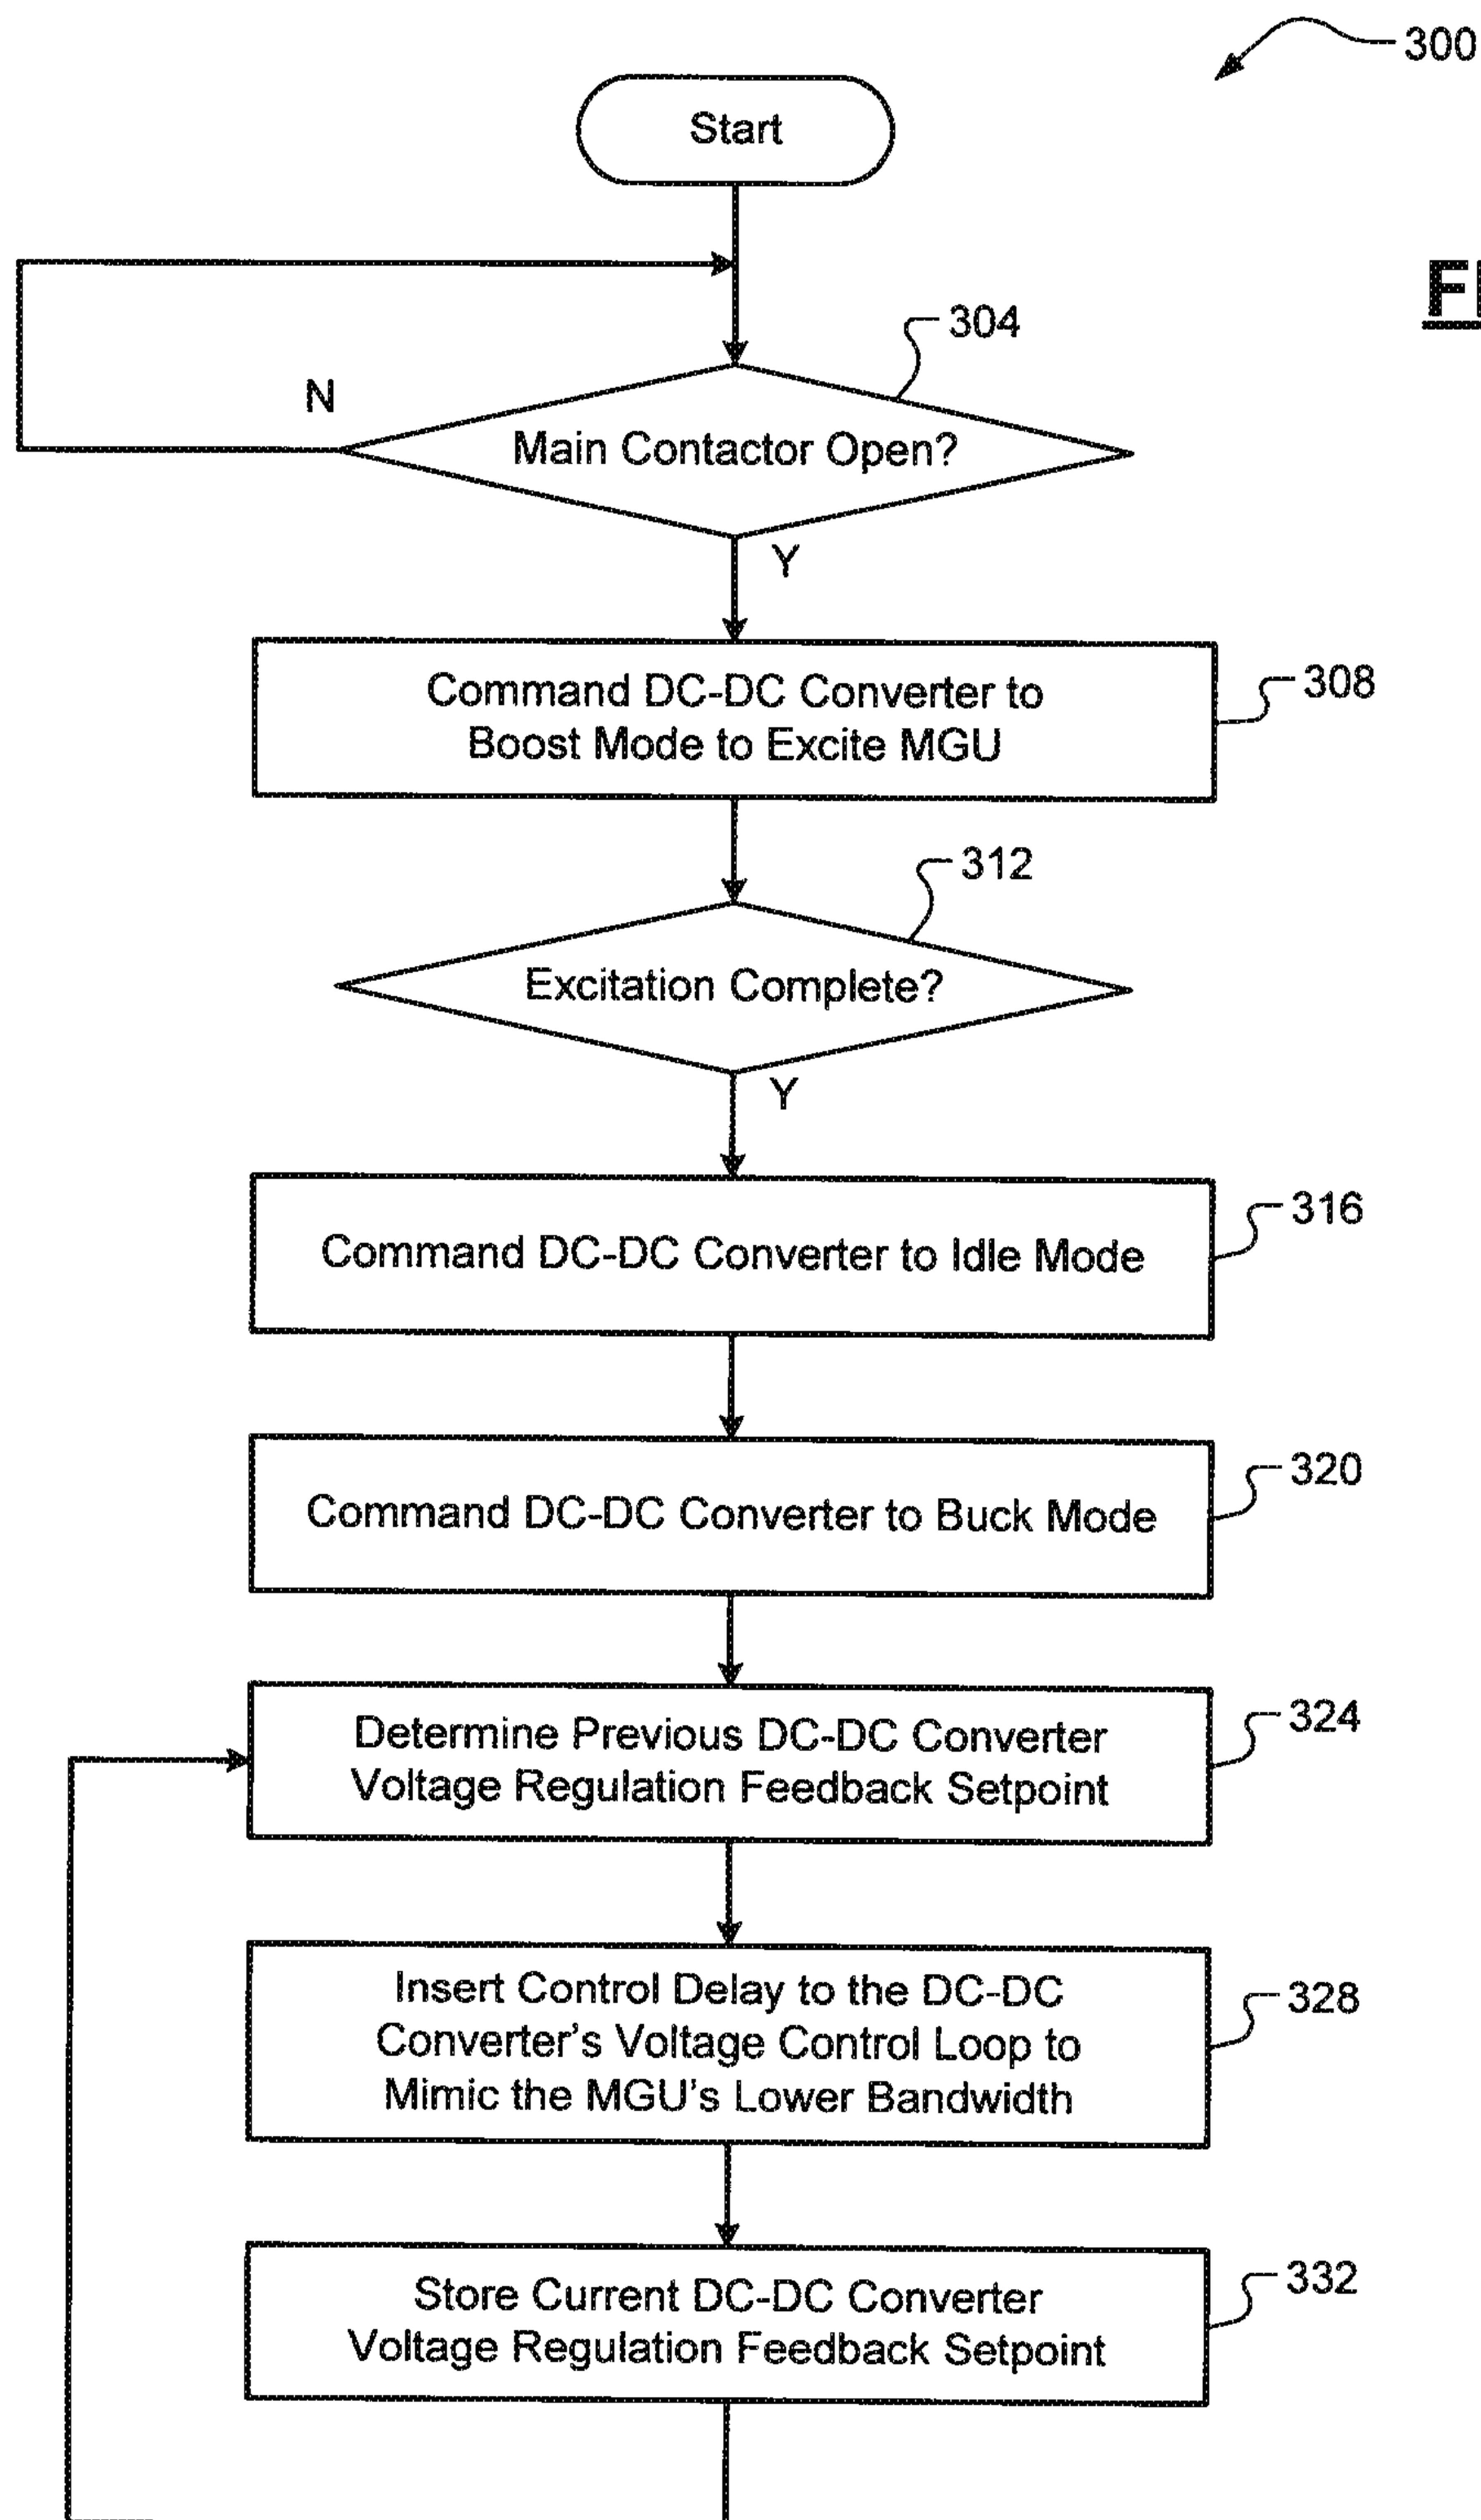 300
Start
304
N
Main Contactor Open?
Y
Command DC-DC Converter to
Boost Mode to Excite MGU
308
312
Excitation Complete?
Y
316
Command DC-DC Converter to Idle Mode
320
Command DC-DC Converter to Buck Mode
324
Determine Previous DC-DC Converter
Voltage Regulation Feedback Setpoint
328
Insert Control Delay to the DC-DC
Converter's Voltage Control Loop to
Mimic the MGU's Lower Bandwidth
332
Store Current DC-DC Converter
Voltage Regulation Feedback Setpoint